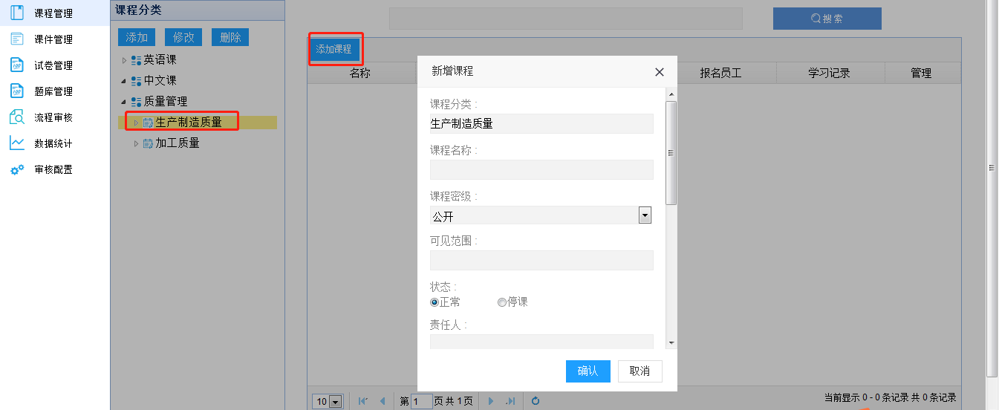 课程管理
课件管理
试卷管理
题库管理
流程审核
数据统计
审核配置
课程分类
添加 修改 删除
英语课
中文课
质量管理
生产制造质量
加工质量
搜索
添加课程
名称 报名员工 学习记录 管理
新增课程
课程分类：
生产制造质量
课程名称：
课程密级：
公开
可见范围：
状态：
正常 停课
责任人：
确认 取消
10 第 1 页 共 1 页 当前显示 0 - 0 条记录 共 0 条记录